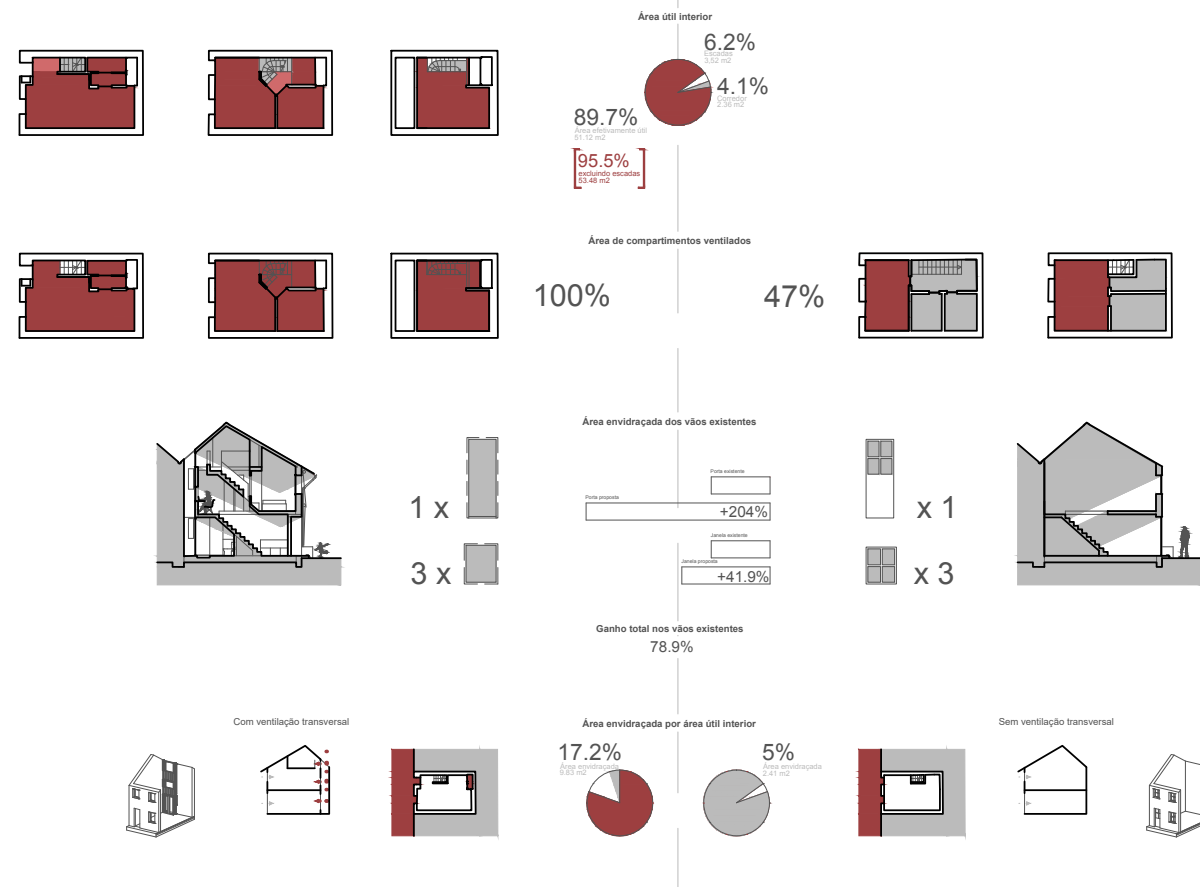 Área útil interior
6.2%
Escadas
3.52 m2
4.1%
Corredor
2.36 m2
89.7%
Área efetivamente útil
51.12 m2
95.5%
excluindo escadas
53.48 m2
Área de compartimentos ventilados
100%
47%
Área envidraçada dos vãos existentes
Porta existente
Porta proposta
+204%
1 x
x 1
Janela existente
Janela proposta
+41.9%
3 x
x 3
Ganho total nos vãos existentes
78.9%
Com ventilação transversal
Área envidraçada por área útil interior
Sem ventilação transversal
17.2%
Área envidraçada
9.83 m2
5%
Área envidraçada
2.41 m2